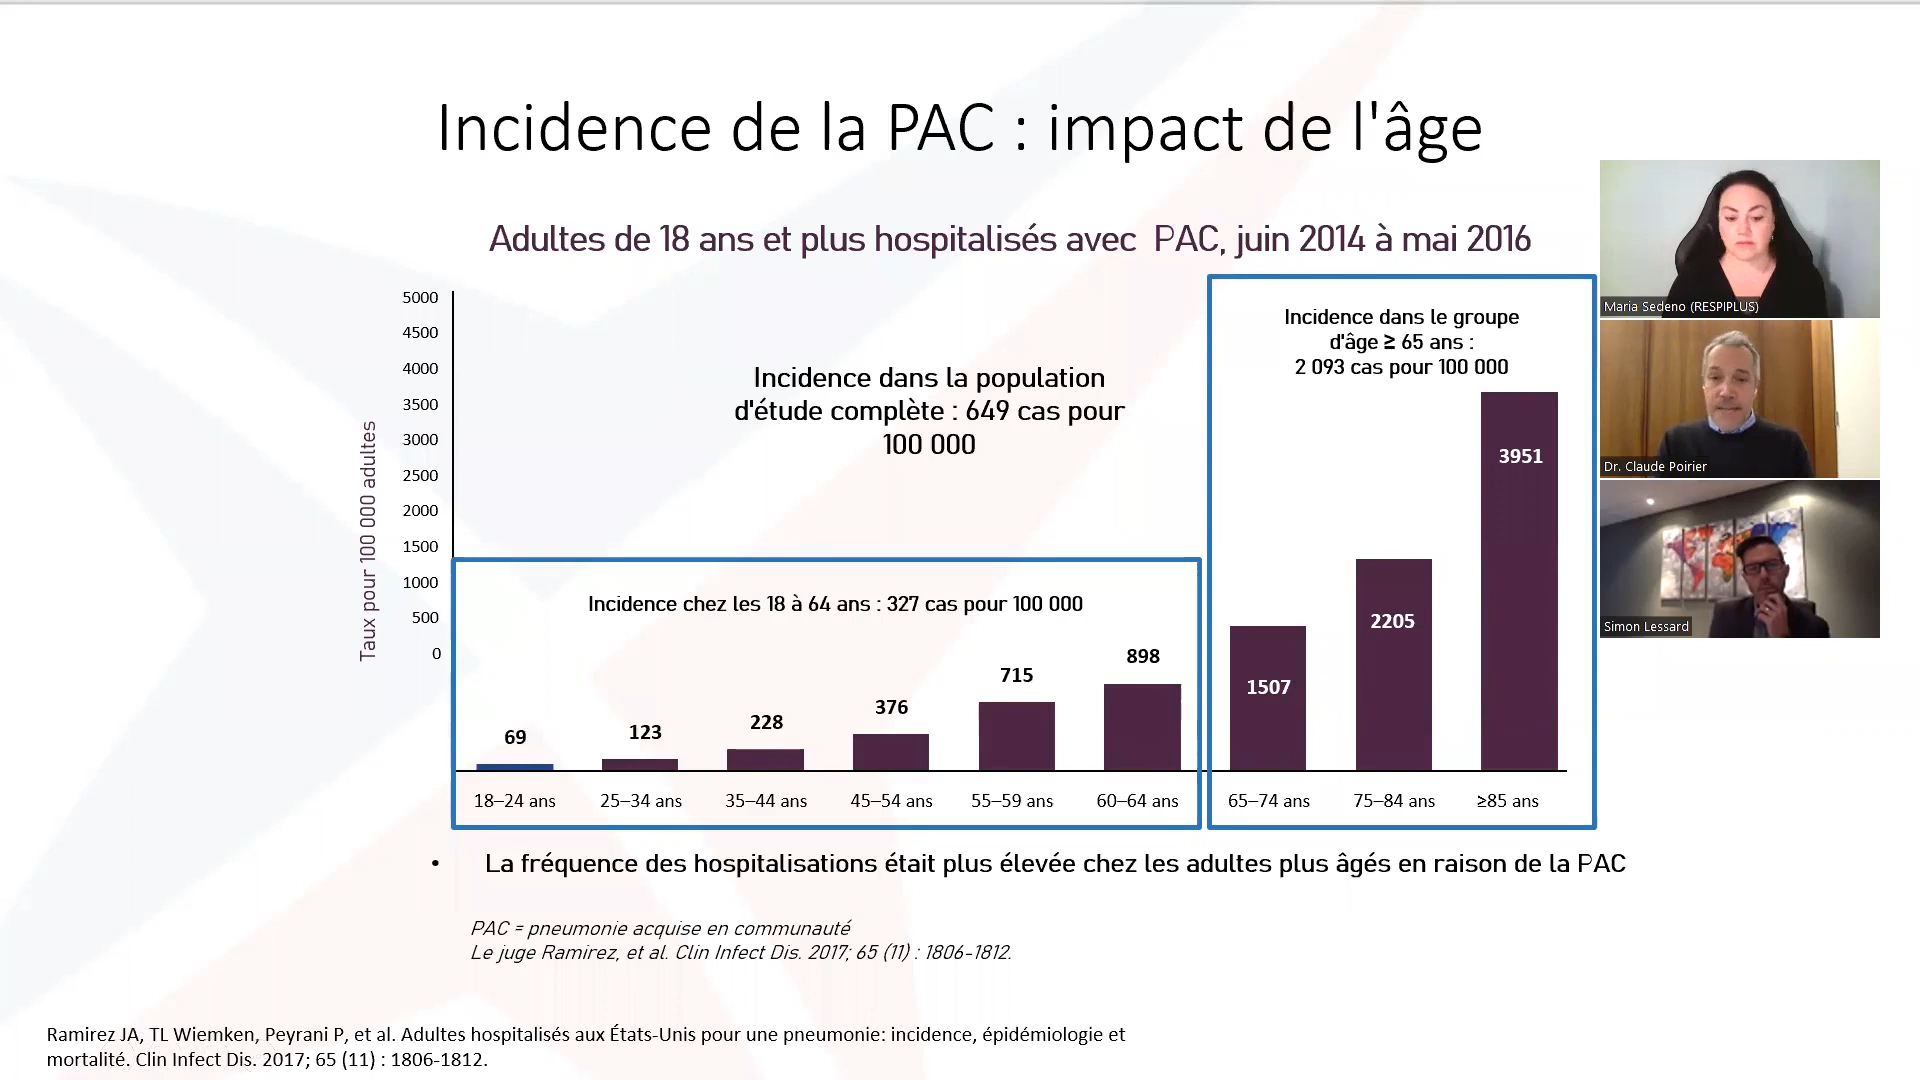 Incidence de la PAC : impact de l'âge
Adultes de 18 ans et plus hospitalisés avec PAC, juin 2014 à mai 2016
Taux pour 100 000 adultes
5000
4500
4000
3500
3000
2500
2000
1500
1000
500
0
Incidence dans la population
d'étude complète : 649 cas pour
100 000
Incidence dans le groupe
d'âge ≥ 65 ans :
2 093 cas pour 100 000
Incidence chez les 18 à 64 ans : 327 cas pour 100 000
69
123
228
376
715
898
1507
2205
3951
18–24 ans
25–34 ans
35–44 ans
45–54 ans
55–59 ans
60–64 ans
65–74 ans
75–84 ans
≥85 ans
• La fréquence des hospitalisations était plus élevée chez les adultes plus âgés en raison de la PAC
PAC = pneumonie acquise en communauté
Le juge Ramirez, et al. Clin Infect Dis. 2017; 65 (11) : 1806-1812.
Ramirez JA, TL Wiemken, Peyrani P, et al. Adultes hospitalisés aux États-Unis pour une pneumonie: incidence, épidémiologie et
mortalité. Clin Infect Dis. 2017; 65 (11) : 1806-1812.
Maria Sedeno (RESPIPLUS)
Dr. Claude Poirier
Simon Lessard